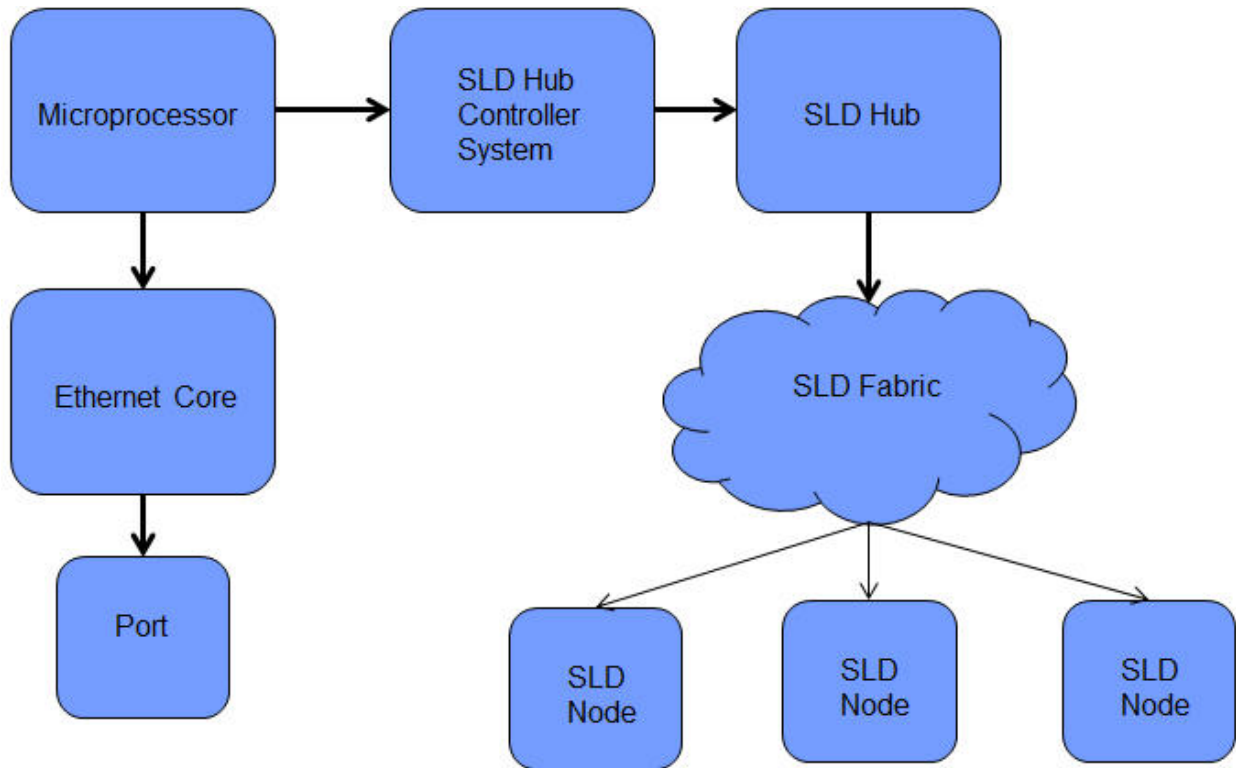 Microprocessor
SLD Hub
Controller
System
SLD Hub
Ethernet Core
SLD Fabric
Port
SLD
Node
SLD
Node
SLD
Node